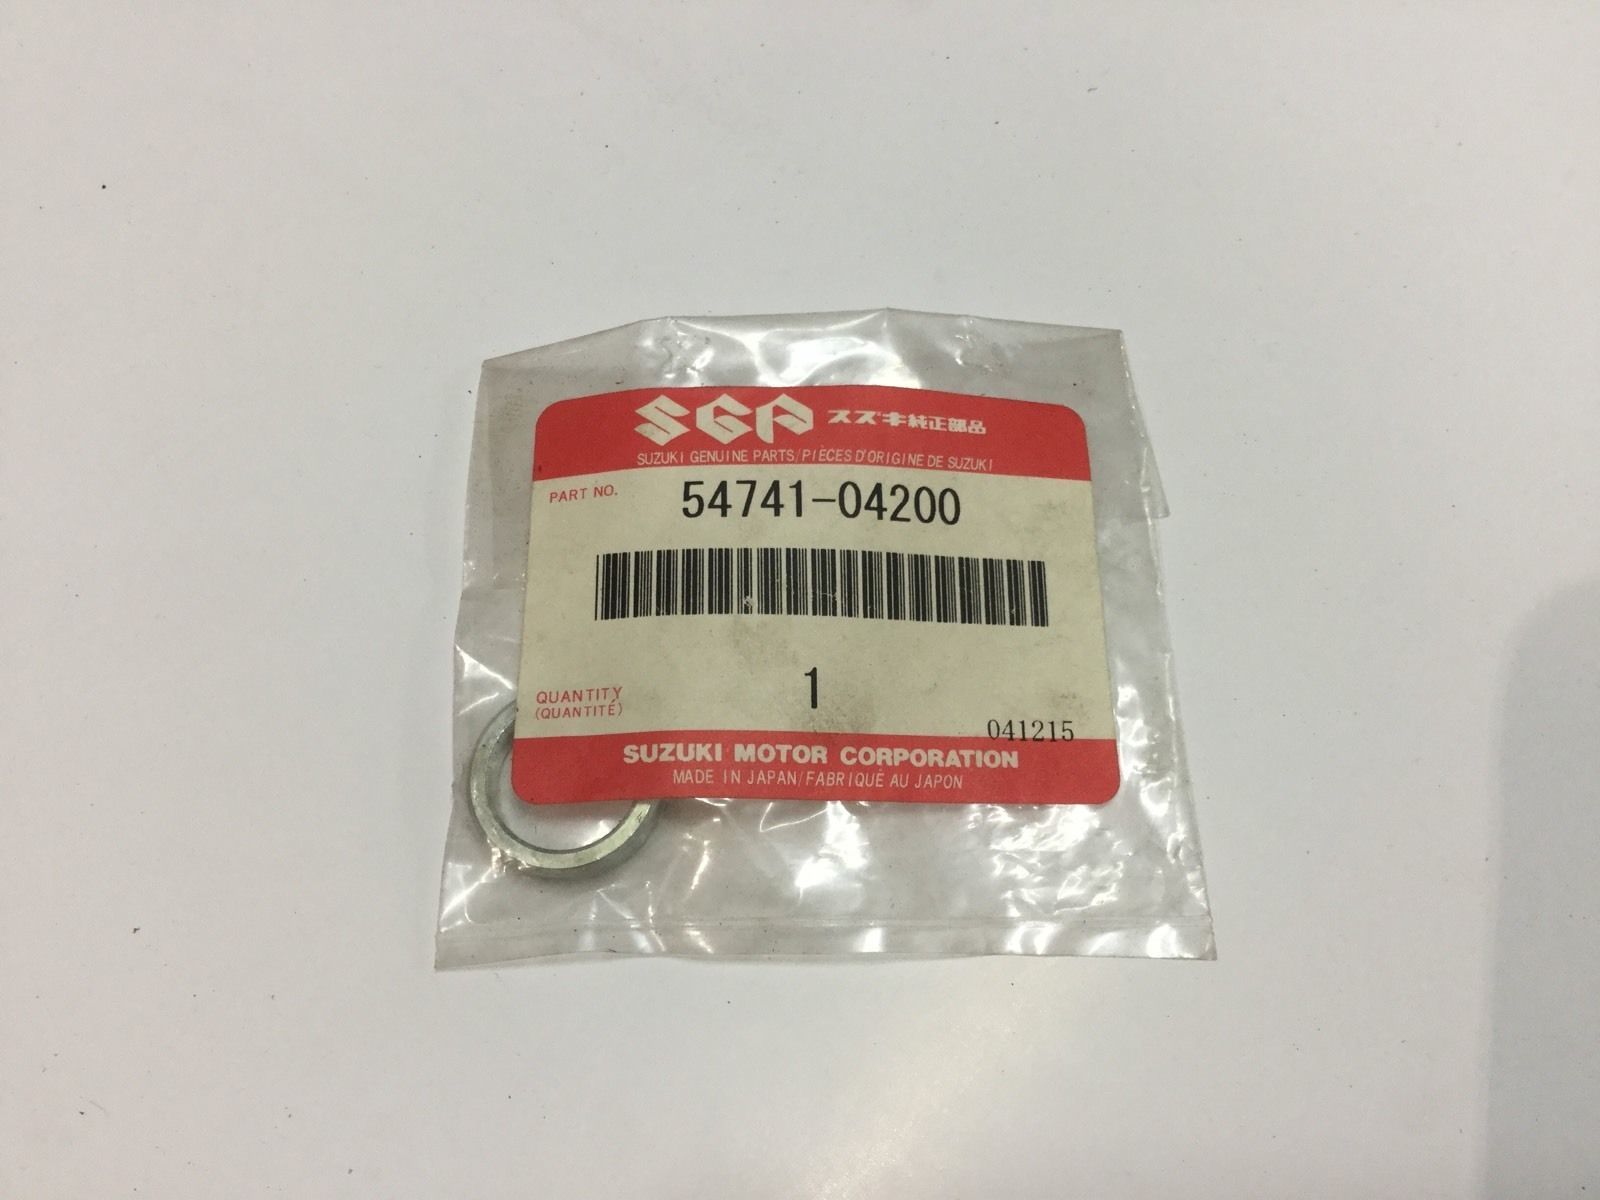 SGP スズキ純正部品
SUZUKI GENUINE PARTS/PIÈCES D'ORIGINE DE SUZUKI
PART NO. 54741-04200
QUANTITY 1
(QUANTITÉ)
041215
SUZUKI MOTOR CORPORATION
MADE IN JAPAN/FABRIQUÉ AU JAPON